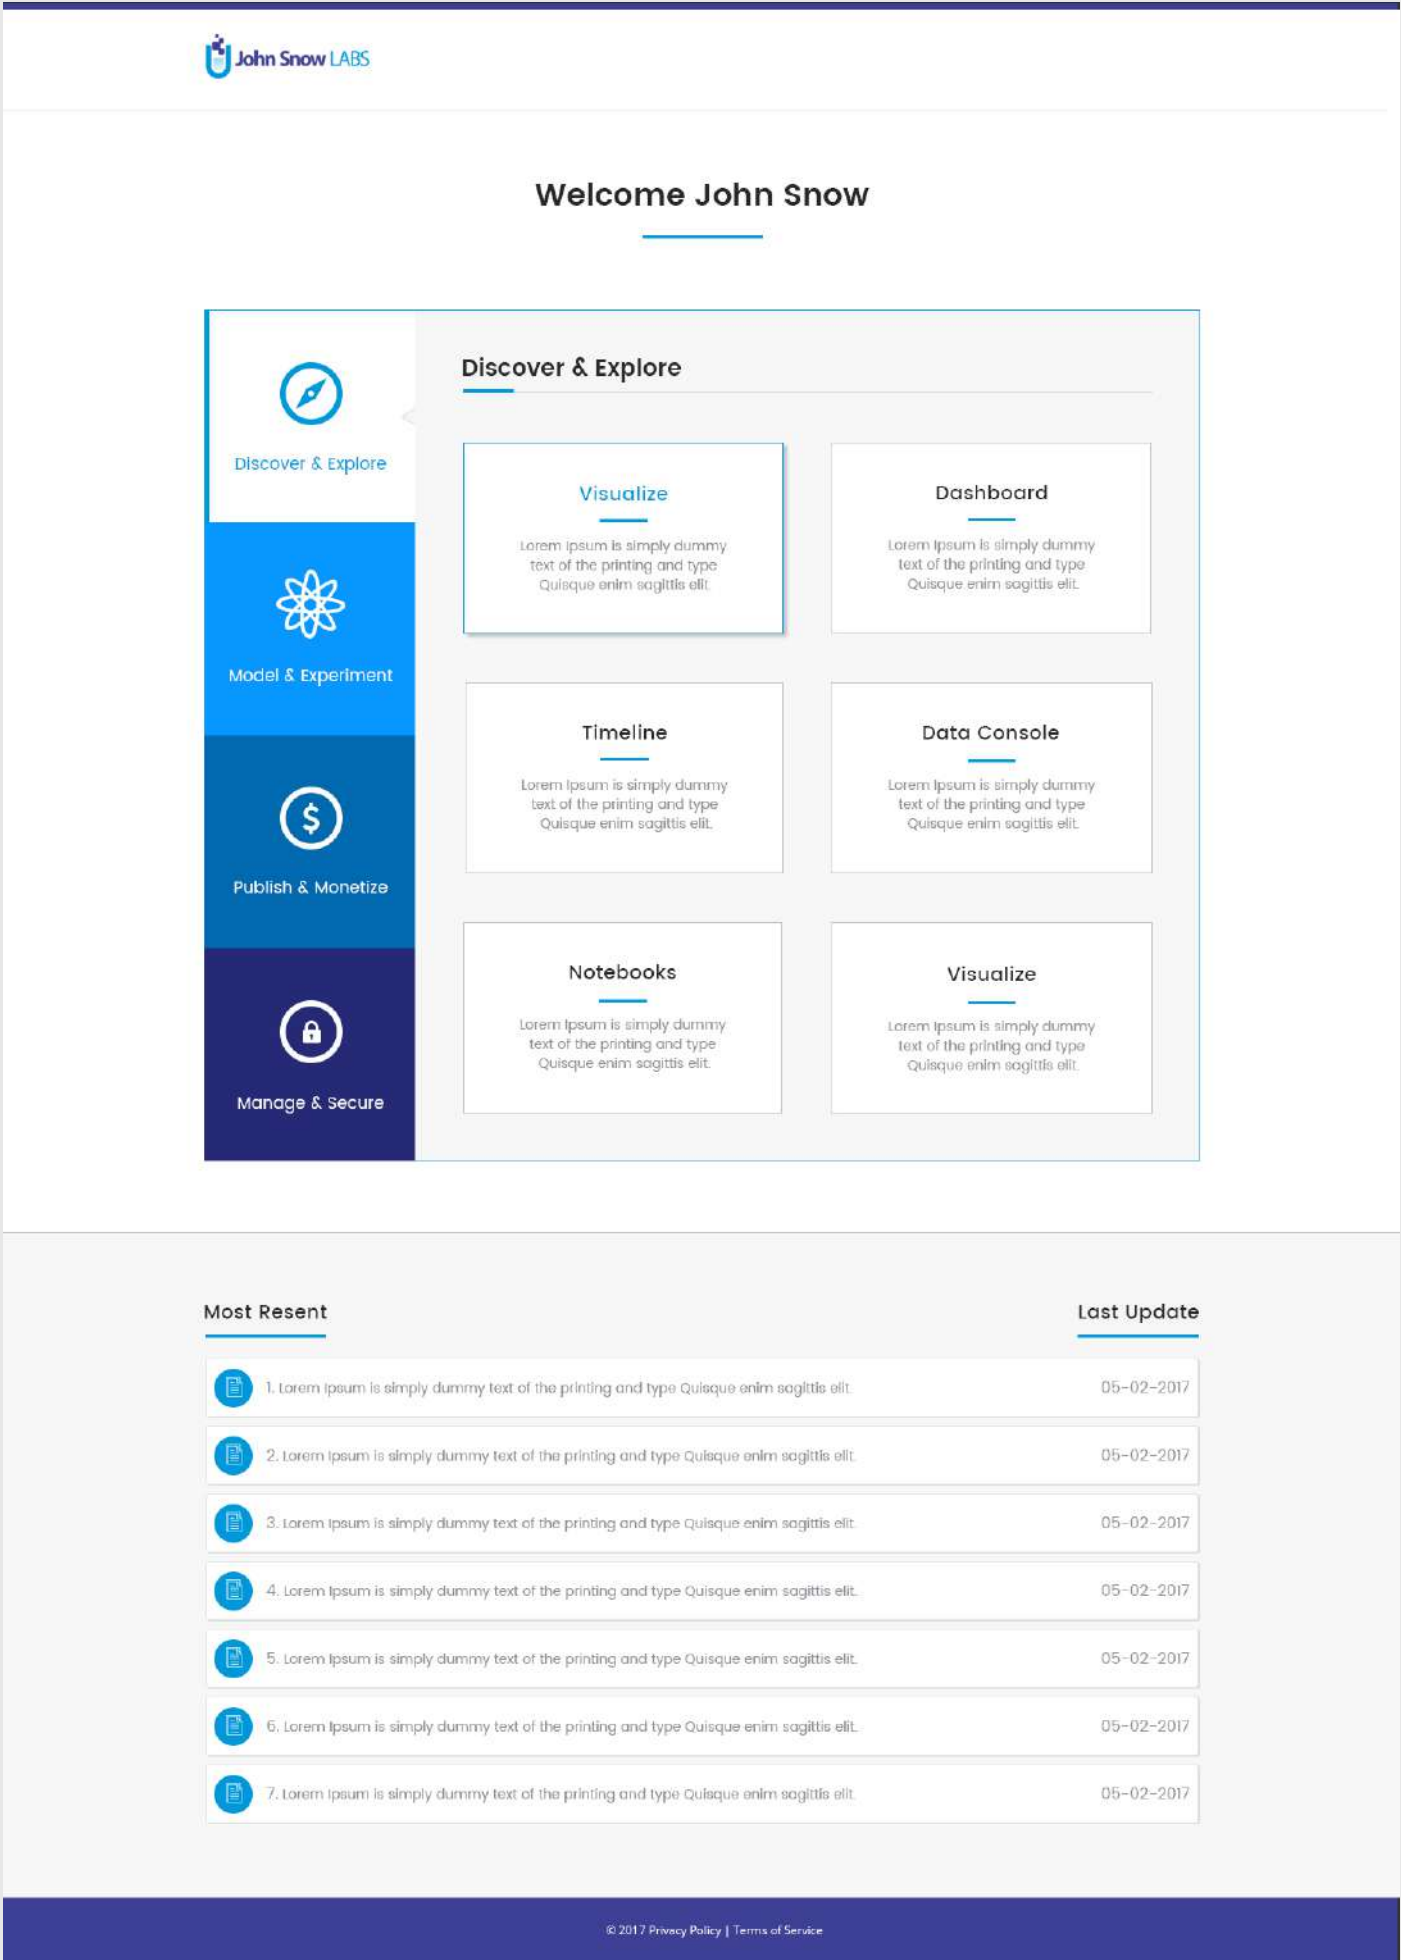 John Snow LABS
Welcome John Snow
Discover & Explore
Model & Experiment
Publish & Monetize
Manage & Secure
Discover & Explore
Visualize
Lorem Ipsum is simply dummy
text of the printing and type
Quisque enim sagittis elit.
Dashboard
Lorem Ipsum is simply dummy
text of the printing and type
Quisque enim sagittis elit.
Timeline
Lorem Ipsum is simply dummy
text of the printing and type
Quisque enim sagittis elit.
Data Console
Lorem Ipsum is simply dummy
text of the printing and type
Quisque enim sagittis elit.
Notebooks
Lorem Ipsum is simply dummy
text of the printing and type
Quisque enim sagittis elit.
Visualize
Lorem Ipsum is simply dummy
text of the printing and type
Quisque enim sagittis elit.
Most Resent Last Update
1. Lorem Ipsum is simply dummy text of the printing and type Quisque enim sagittis elit. 05-02-2017
2. Lorem Ipsum is simply dummy text of the printing and type Quisque enim sagittis elit. 05-02-2017
3. Lorem Ipsum is simply dummy text of the printing and type Quisque enim sagittis elit. 05-02-2017
4. Lorem Ipsum is simply dummy text of the printing and type Quisque enim sagittis elit. 05-02-2017
5. Lorem Ipsum is simply dummy text of the printing and type Quisque enim sagittis elit. 05-02-2017
6. Lorem Ipsum is simply dummy text of the printing and type Quisque enim sagittis elit. 05-02-2017
7. Lorem Ipsum is simply dummy text of the printing and type Quisque enim sagittis elit. 05-02-2017
© 2017 Privacy Policy | Terms of Service